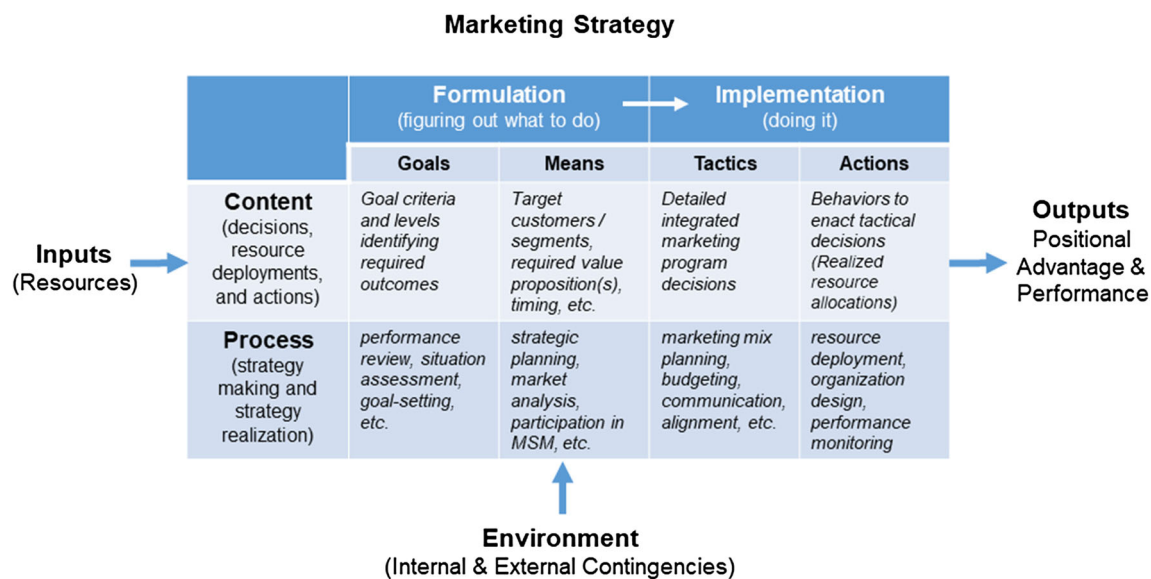 Marketing Strategy
Formulation
(figuring out what to do)
Implementation
(doing it)
Goals
Means
Tactics
Actions
Inputs
(Resources)
Content
(decisions,
resource
deployments,
and actions)
Goal criteria
and levels
identifying
required
outcomes
Target
customers /
segments,
required value
proposition(s),
timing, etc.
Detailed
integrated
marketing
program
decisions
Behaviors to
enact tactical
decisions
(Realized
resource
allocations)
Outputs
Positional
Advantage &
Performance
Process
(strategy
making and
strategy
realization)
performance
review, situation
assessment,
goal-setting,
etc.
strategic
planning,
market
analysis,
participation in
MSM, etc.
marketing mix
planning,
budgeting,
communication,
alignment, etc.
resource
deployment,
organization
design,
performance
monitoring
Environment
(Internal & External Contingencies)